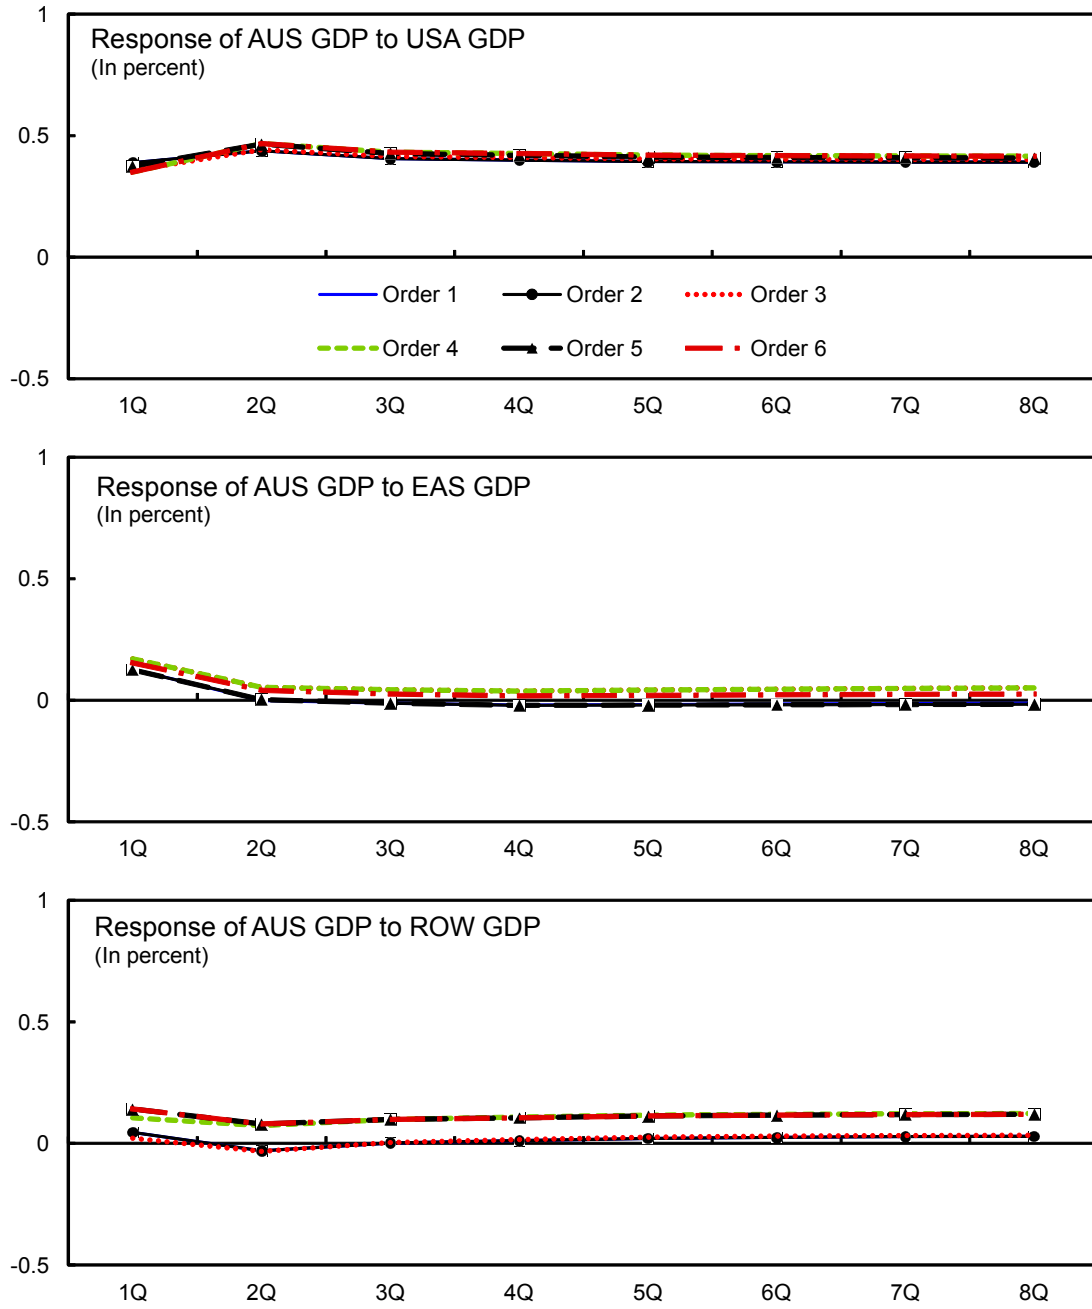 1
Response of AUS GDP to USA GDP
(In percent)
0.5
0
Order 1 Order 2 Order 3
Order 4 Order 5 Order 6
-0.5
1Q 2Q 3Q 4Q 5Q 6Q 7Q 8Q
1
Response of AUS GDP to EAS GDP
(In percent)
0.5
0
-0.5
1Q 2Q 3Q 4Q 5Q 6Q 7Q 8Q
1
Response of AUS GDP to ROW GDP
(In percent)
0.5
0
-0.5
1Q 2Q 3Q 4Q 5Q 6Q 7Q 8Q